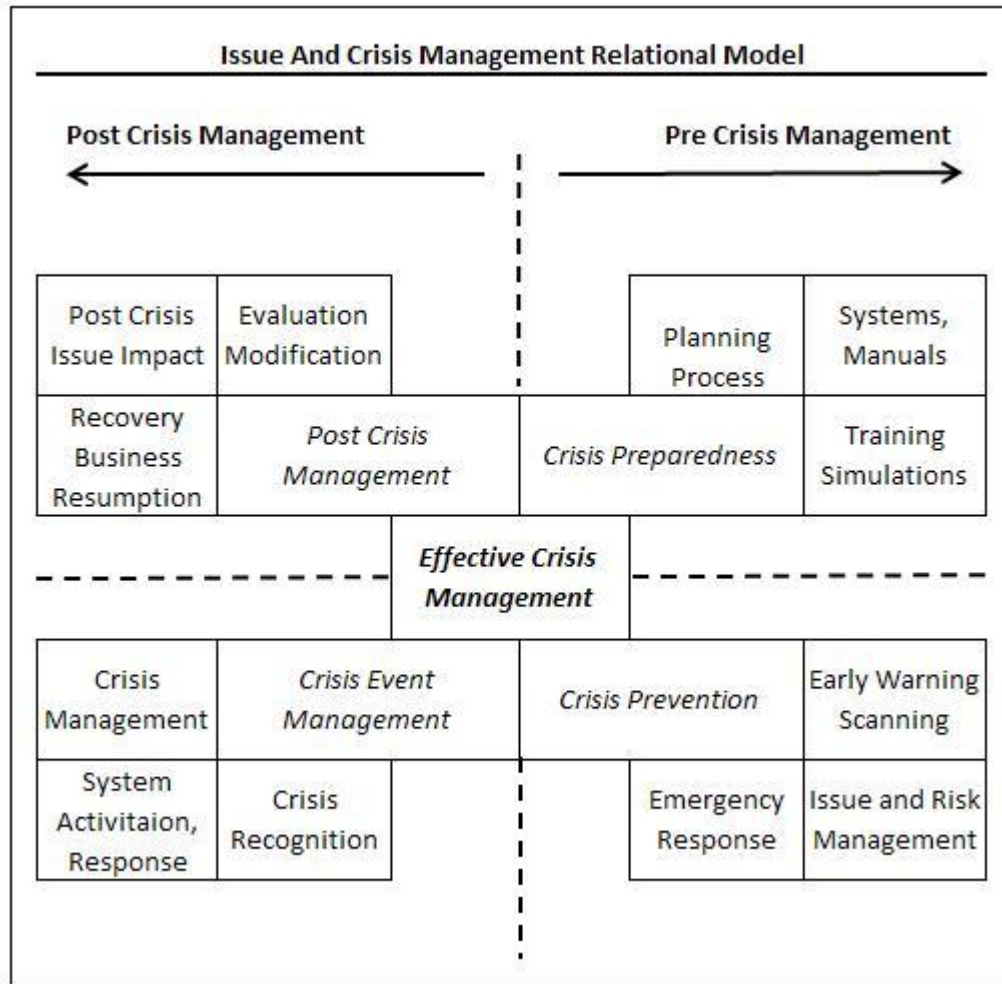 Issue And Crisis Management Relational Model
Post Crisis Management
Pre Crisis Management
Post Crisis
Issue Impact
Evaluation
Modification
Planning
Process
Systems,
Manuals
Recovery
Business
Resumption
Post Crisis
Management
Crisis Preparedness
Training
Simulations
Effective Crisis
Management
Crisis
Management
Crisis Event
Management
Crisis Prevention
Early Warning
Scanning
System
Activitaion,
Response
Crisis
Recognition
Emergency
Response
Issue and Risk
Management